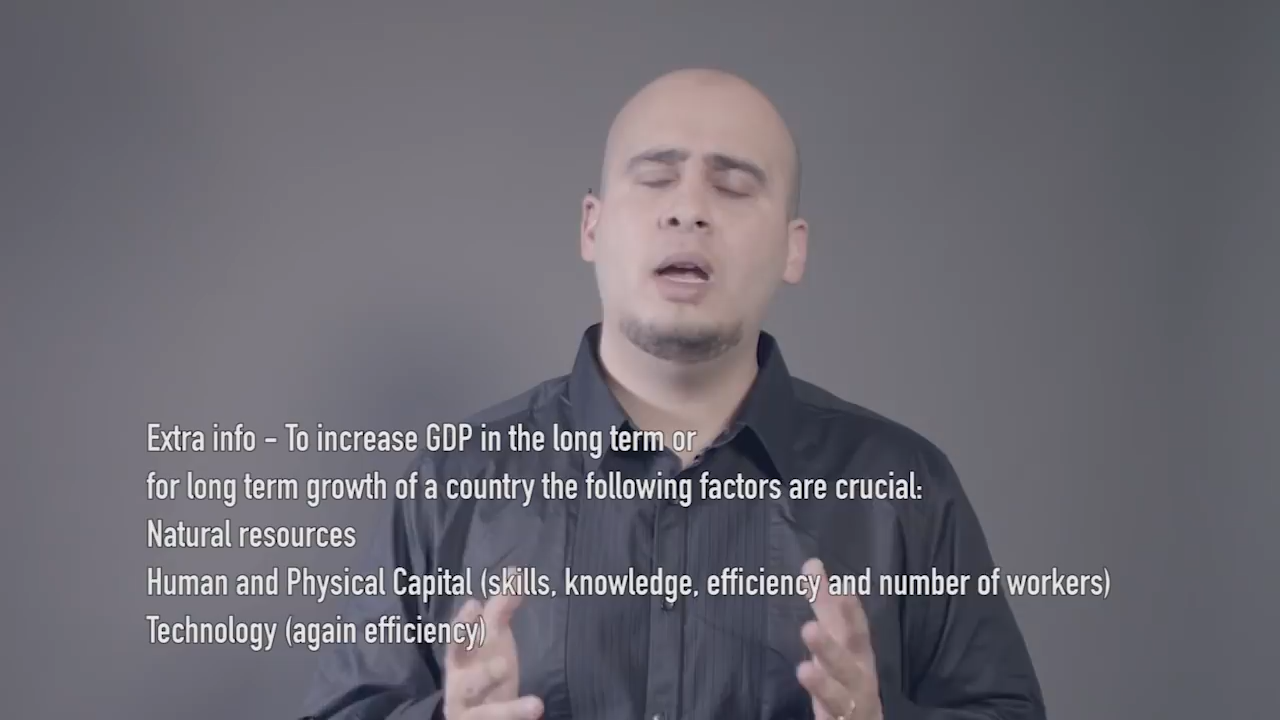 Extra info - To increase GDP in the long term or
for long term growth of a country the following factors are crucial:
Natural resources
Human and Physical Capital (skills, knowledge, efficiency and number of workers)
Technology (again efficiency)